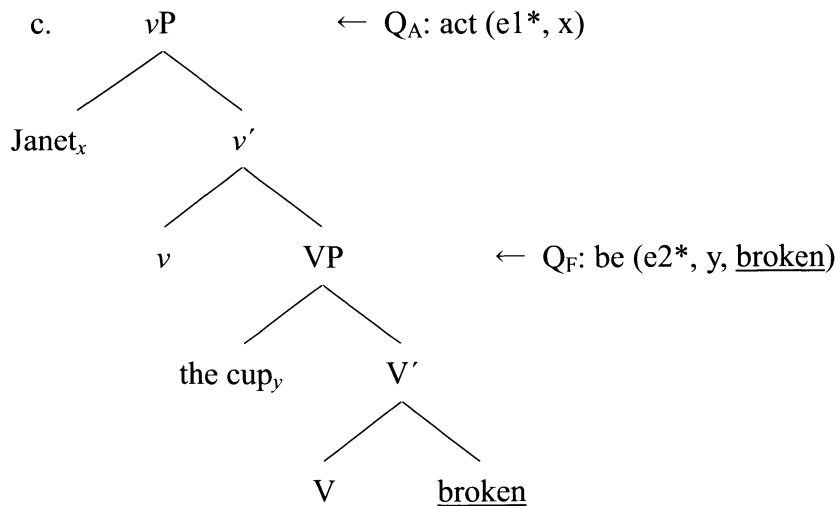 c. vP ← Q_A: act (e1*, x)
Janet_x v′
v VP ← Q_F: be (e2*, y, broken)
the cup_y V′
V broken